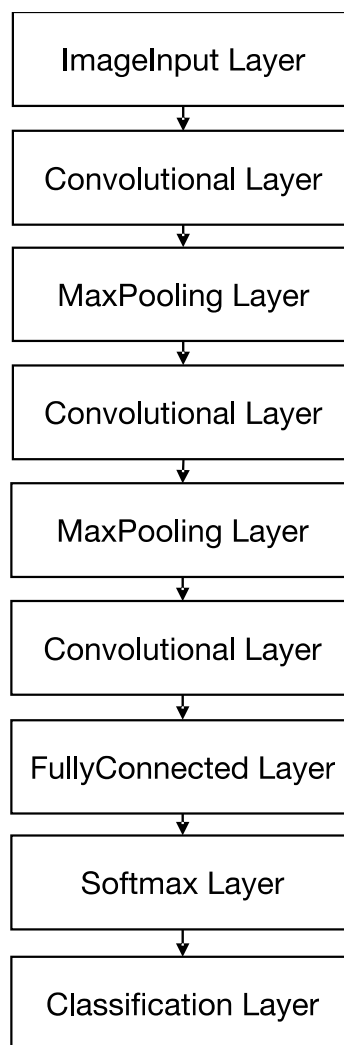 ImageInput Layer
Convolutional Layer
MaxPooling Layer
Convolutional Layer
MaxPooling Layer
Convolutional Layer
FullyConnected Layer
Softmax Layer
Classification Layer